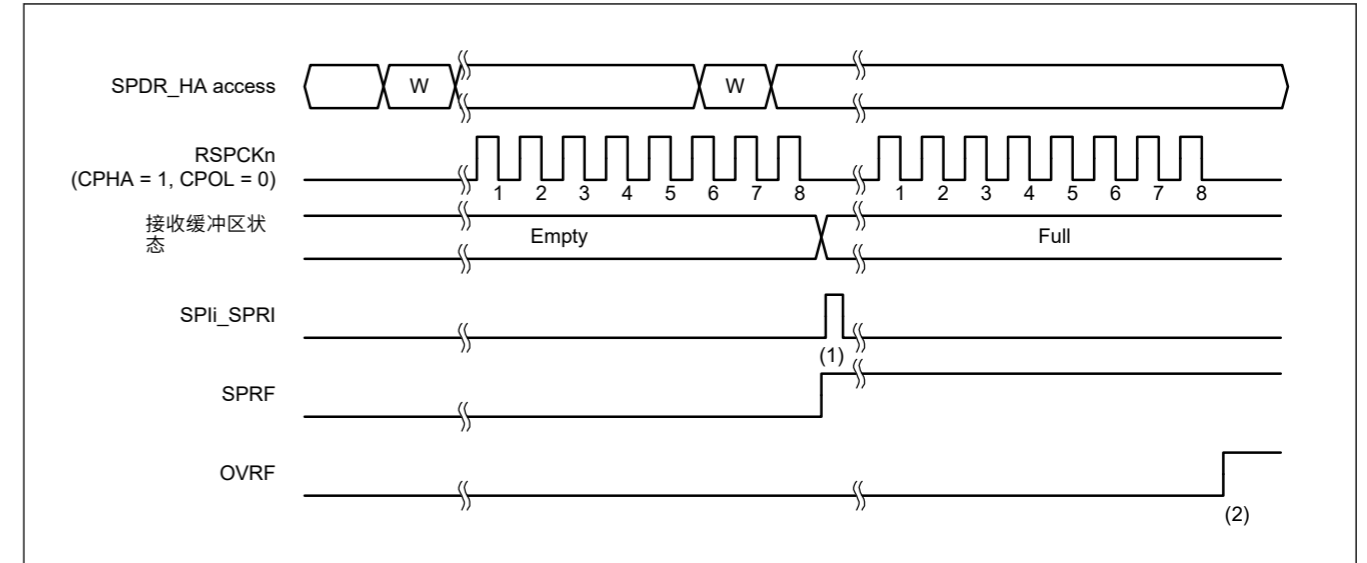 SPDR_HA access
W
W
RSPCKn
(CPHA = 1, CPOL = 0)
1 2 3 4 5 6 7 8 1 2 3 4 5 6 7 8
接收缓冲区状
态
Empty
Full
SPIi_SPRI
(1)
SPRF
OVRF
(2)